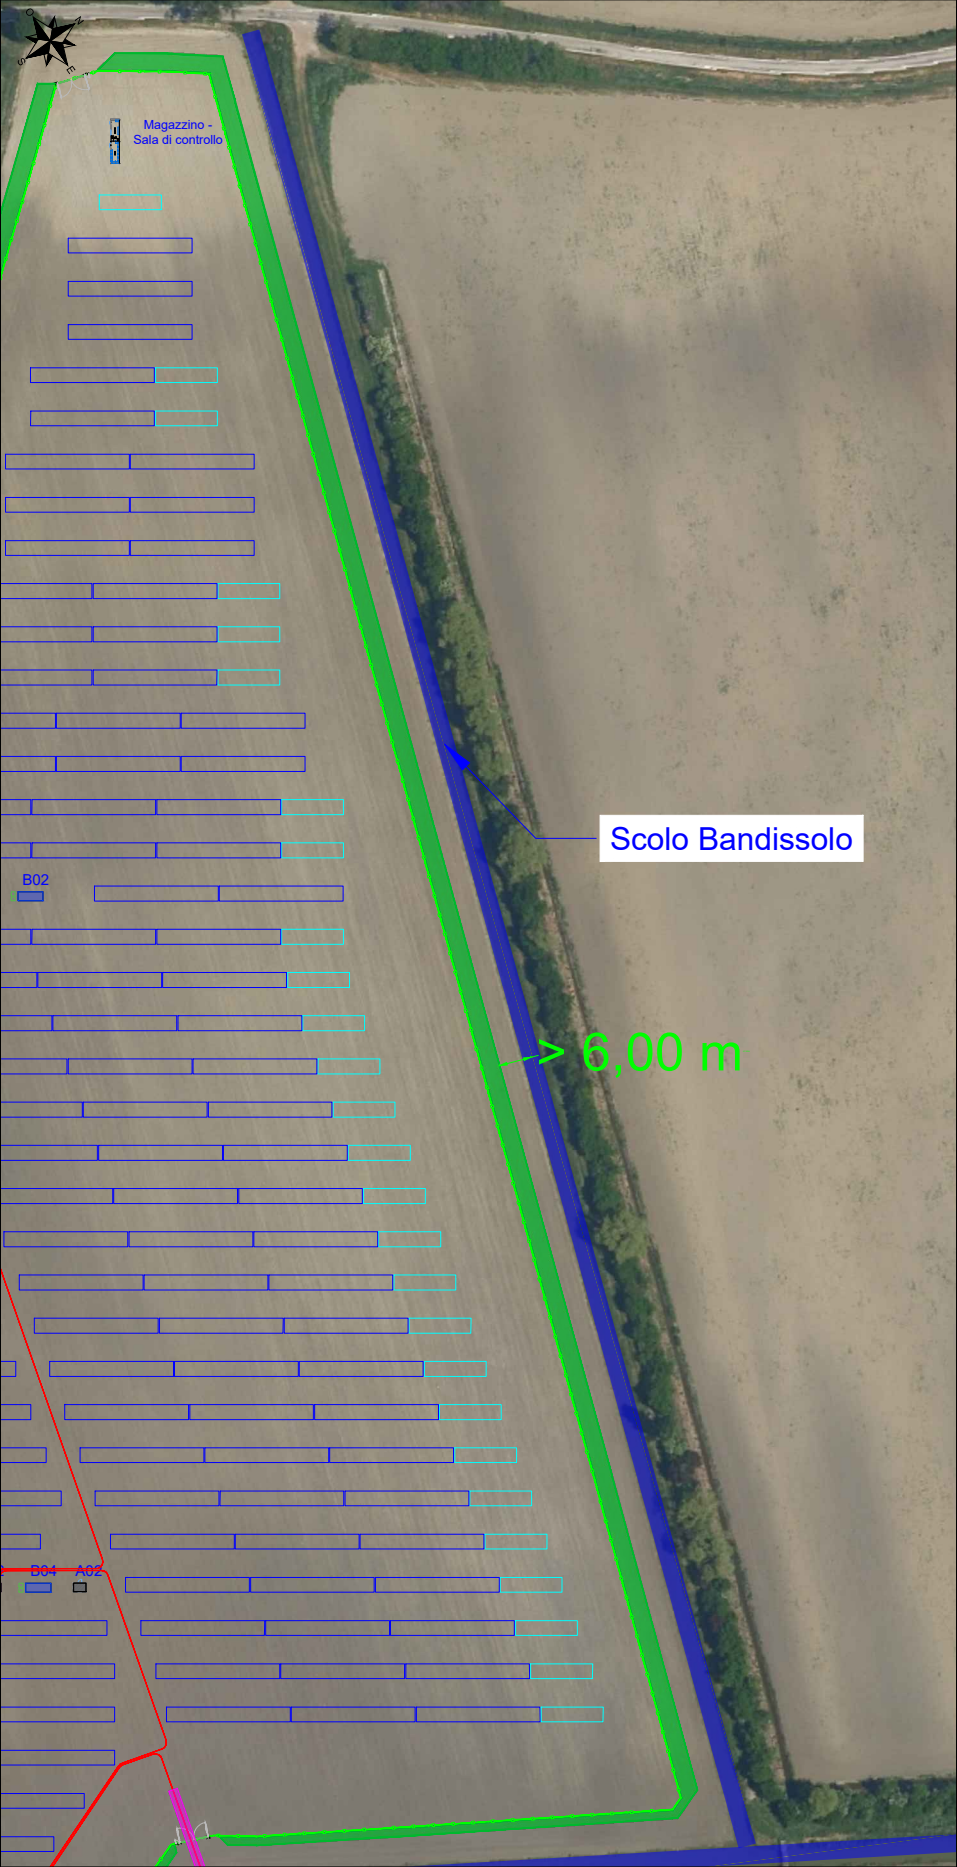 O
N
S
E
Magazzino -
Sala di controllo
B02
Scolo Bandissolo
> 6,00 m
B04
A02